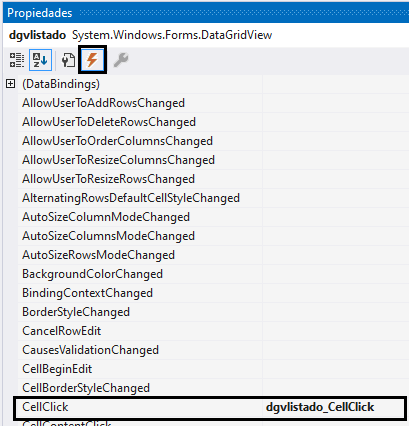 Propiedades
dgvlistado System.Windows.Forms.DataGridView
(DataBindings)
AllowUserToAddRowsChanged
AllowUserToDeleteRowsChanged
AllowUserToOrderColumnsChanged
AllowUserToResizeColumnsChanged
AllowUserToResizeRowsChanged
AlternatingRowsDefaultCellStyleChanged
AutoSizeColumnModeChanged
AutoSizeColumnsModeChanged
AutoSizeRowsModeChanged
BackgroundColorChanged
BindingContextChanged
BorderStyleChanged
CancelRowEdit
CausesValidationChanged
CellBeginEdit
CellBorderStyleChanged
CellClick dgvlistado_CellClick
CellContentClick